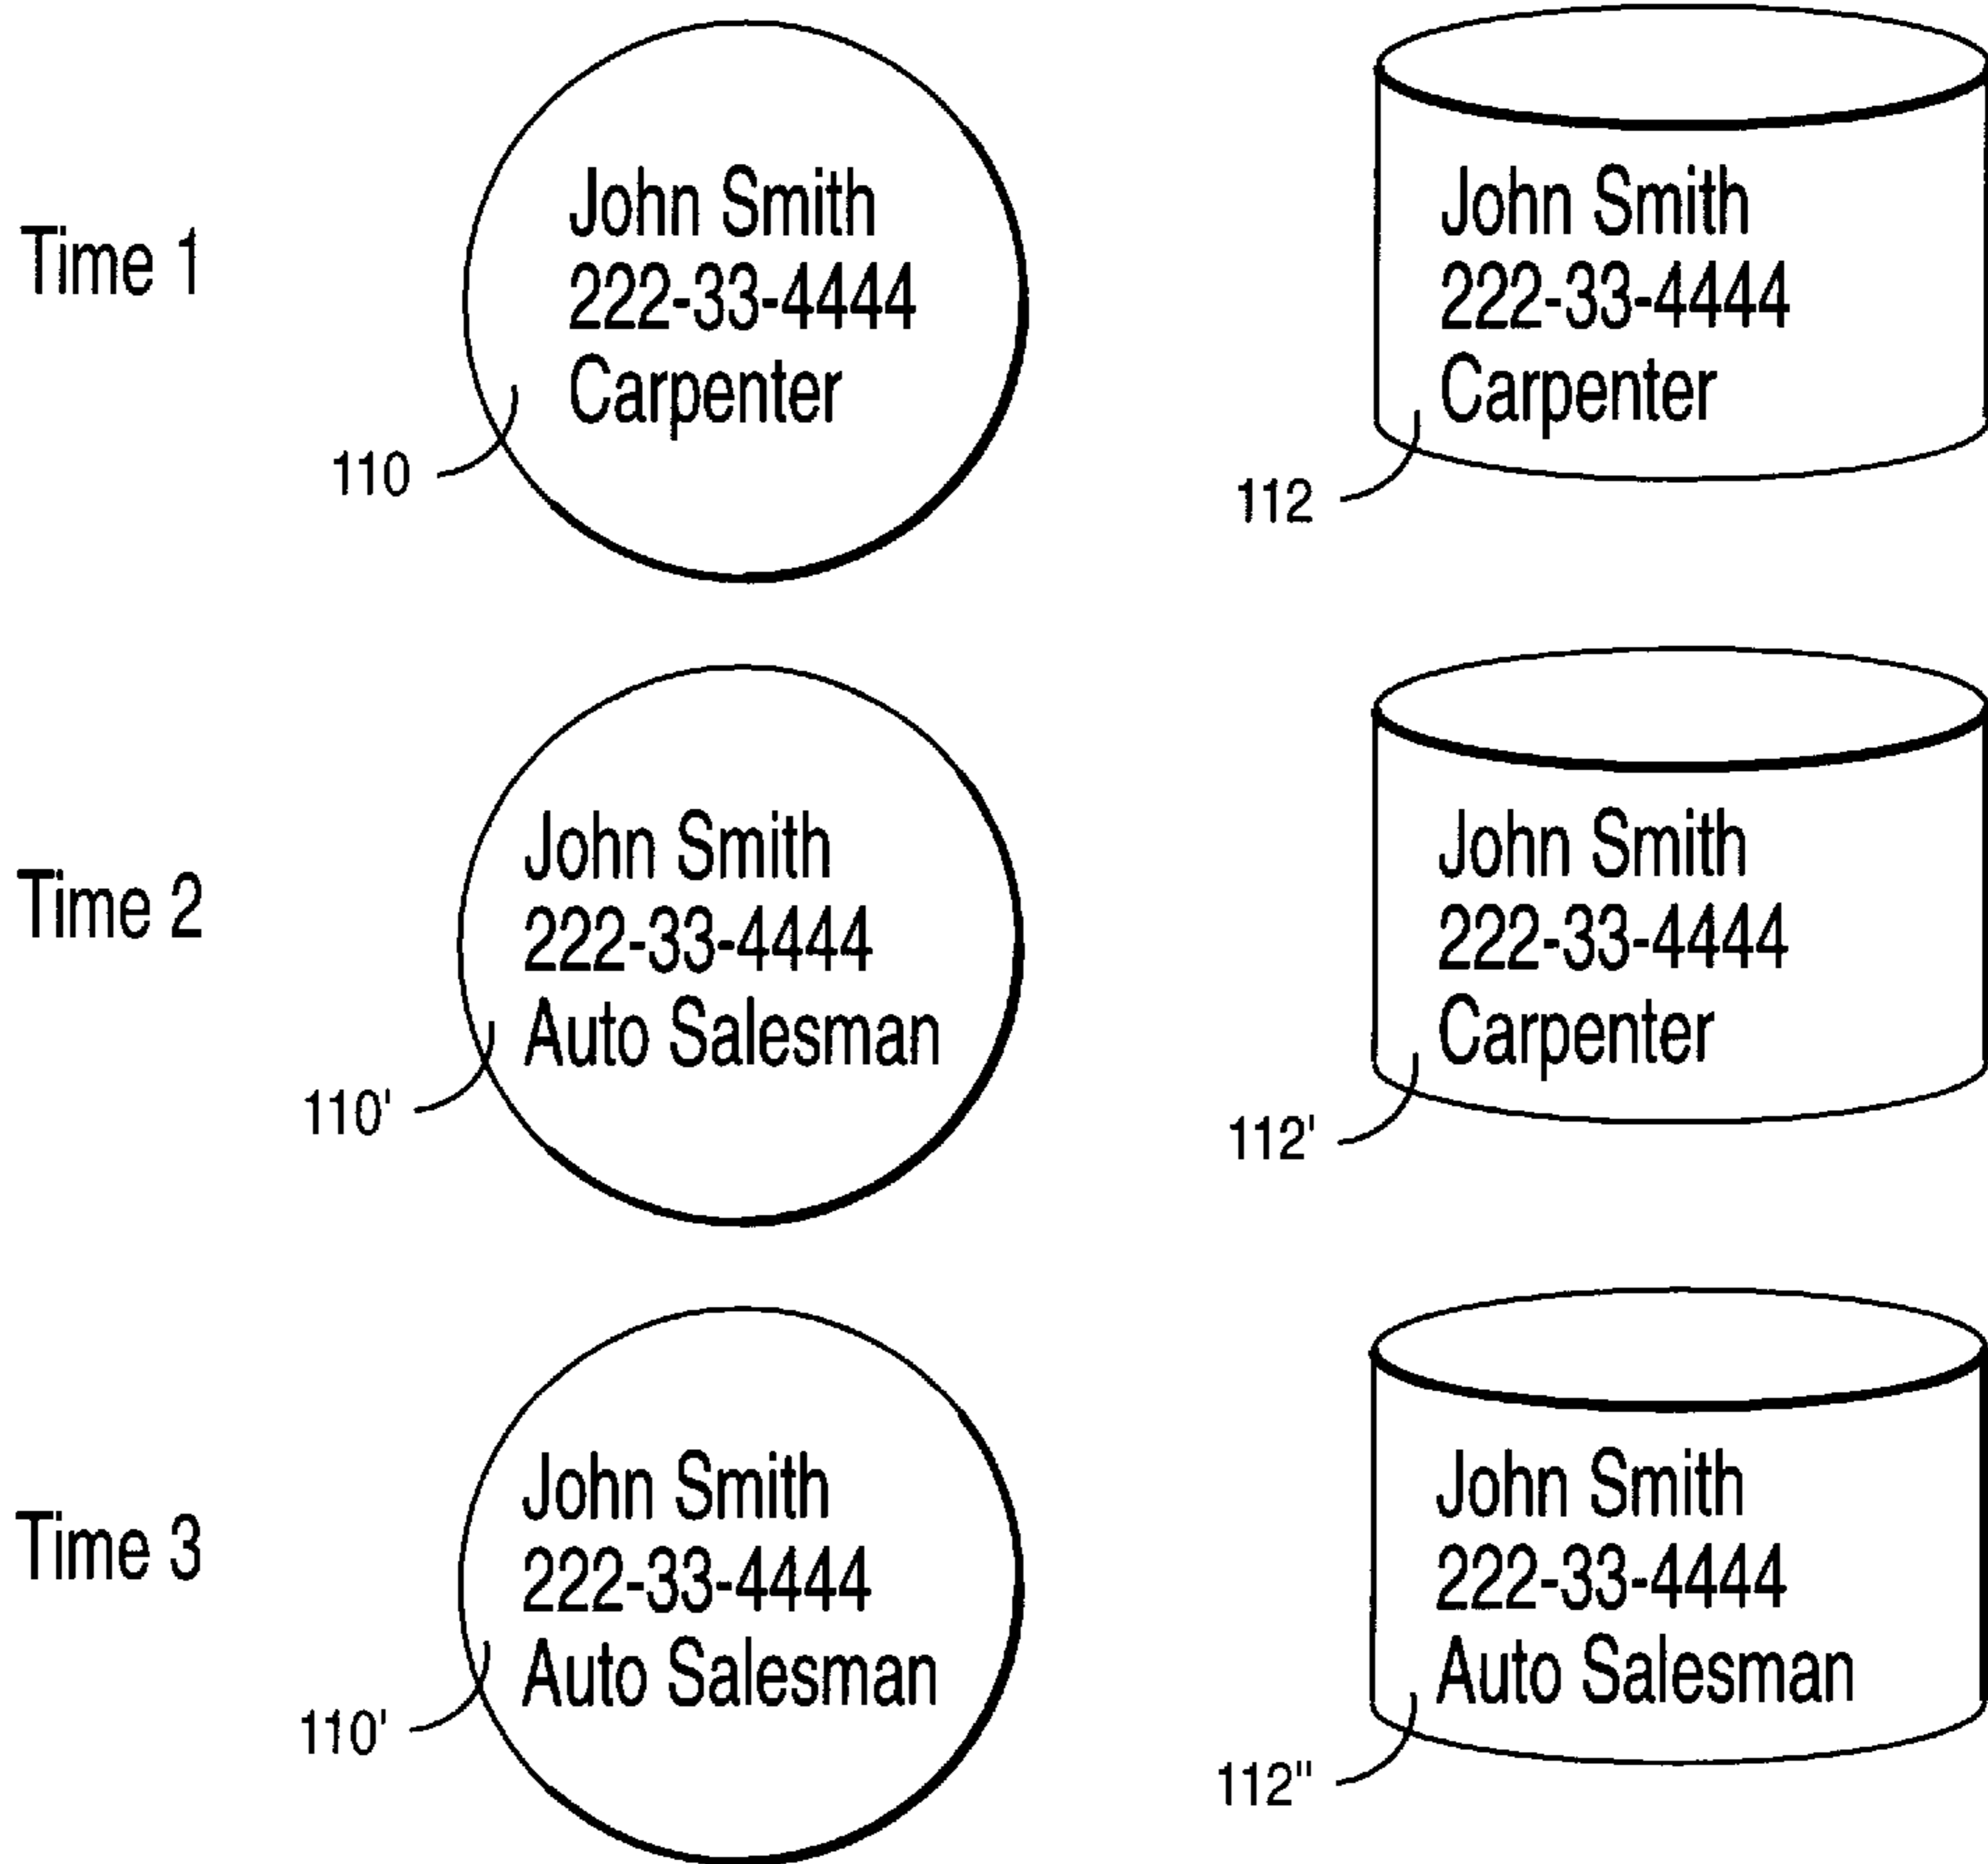 Time 1
John Smith
222-33-4444
Carpenter
110
John Smith
222-33-4444
Carpenter
112
Time 2
John Smith
222-33-4444
Auto Salesman
110'
John Smith
222-33-4444
Carpenter
112'
Time 3
John Smith
222-33-4444
Auto Salesman
110'
John Smith
222-33-4444
Auto Salesman
112"